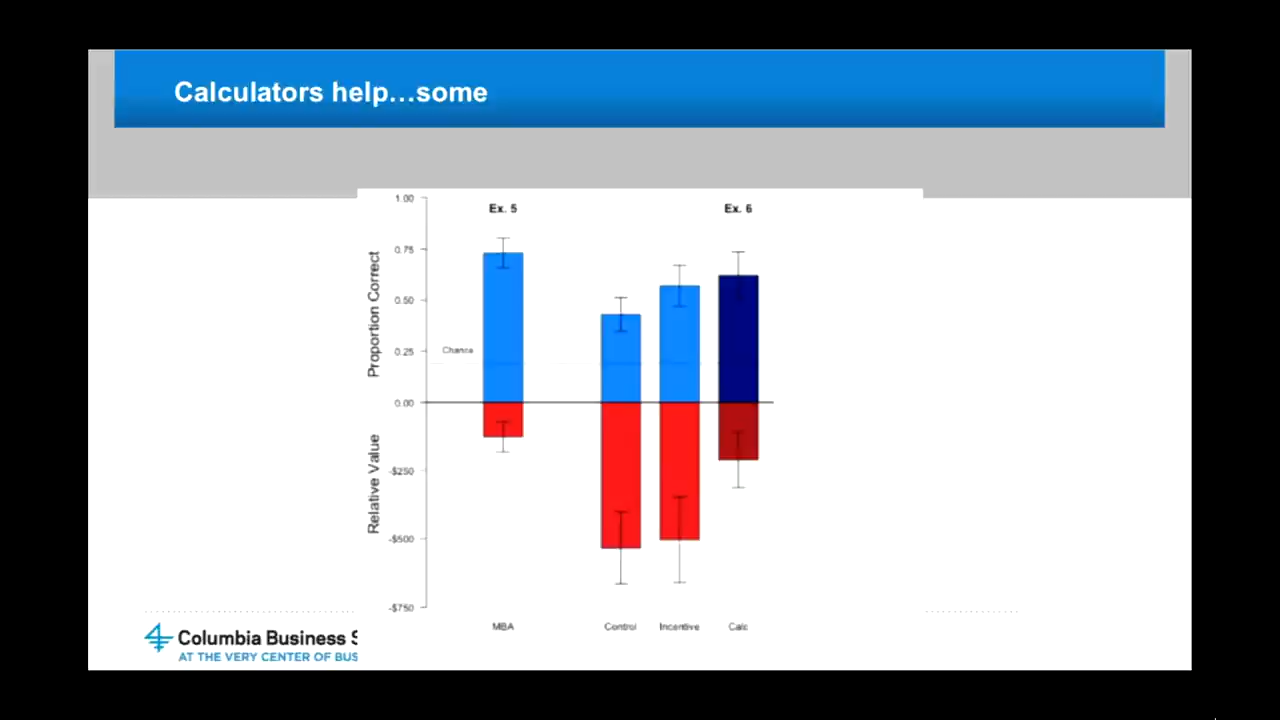 Calculators help...some
1.00
Ex. 5
Ex. 6
0.75
0.50
0.25
Chance
0.00
Proportion Correct
Relative Value
-$250
-$500
-$750
MBA
Control
Incentive
Calc
Columbia Business S
AT THE VERY CENTER OF BUS